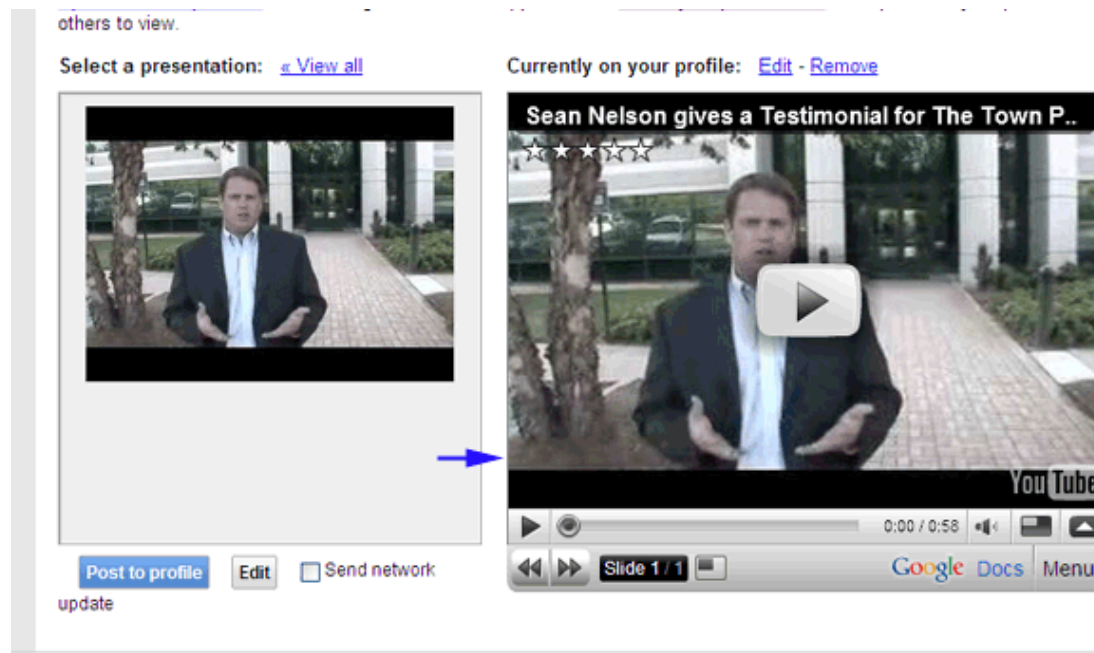 others to view.
Select a presentation: « View all
Currently on your profile: Edit - Remove
Sean Nelson gives a Testimonial for The Town P..
YouTube
0:00 / 0:58
Slide 1 / 1
Google Docs Menu
Post to profile Edit Send network
update